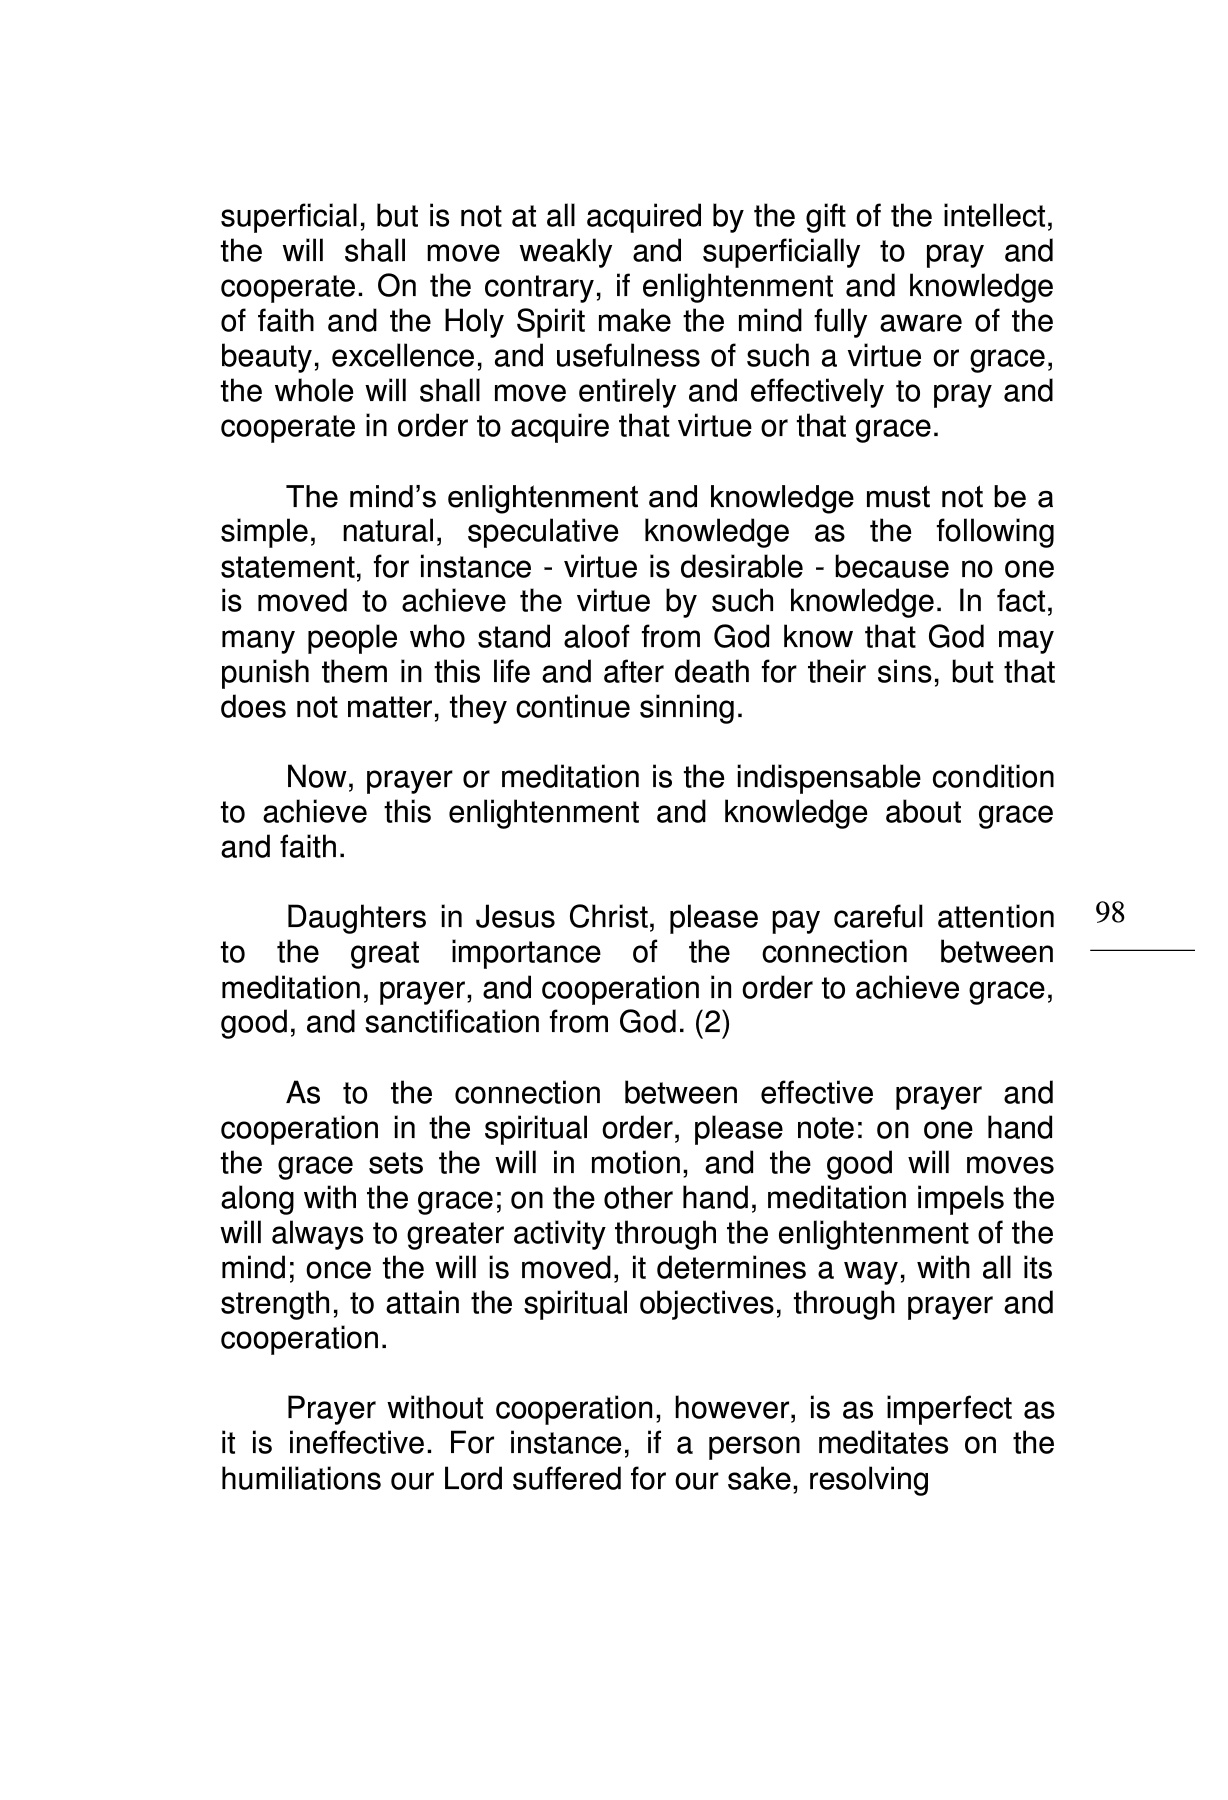 superficial, but is not at all acquired by the gift of the intellect,
the will shall move weakly and superficially to pray and
cooperate. On the contrary, if enlightenment and knowledge
of faith and the Holy Spirit make the mind fully aware of the
beauty, excellence, and usefulness of such a virtue or grace,
the whole will shall move entirely and effectively to pray and
cooperate in order to acquire that virtue or that grace.
The mind’s enlightenment and knowledge must not be a
simple, natural, speculative knowledge as the following
statement, for instance - virtue is desirable - because no one
is moved to achieve the virtue by such knowledge. In fact,
many people who stand aloof from God know that God may
punish them in this life and after death for their sins, but that
does not matter, they continue sinning.
Now, prayer or meditation is the indispensable condition
to achieve this enlightenment and knowledge about grace
and faith.
Daughters in Jesus Christ, please pay careful attention
to the great importance of the connection between
meditation, prayer, and cooperation in order to achieve grace,
good, and sanctification from God. (2)
98
As to the connection between effective prayer and
cooperation in the spiritual order, please note: on one hand
the grace sets the will in motion, and the good will moves
along with the grace; on the other hand, meditation impels the
will always to greater activity through the enlightenment of the
mind; once the will is moved, it determines a way, with all its
strength, to attain the spiritual objectives, through prayer and
cooperation.
Prayer without cooperation, however, is as imperfect as
it is ineffective. For instance, if a person meditates on the
humiliations our Lord suffered for our sake, resolving